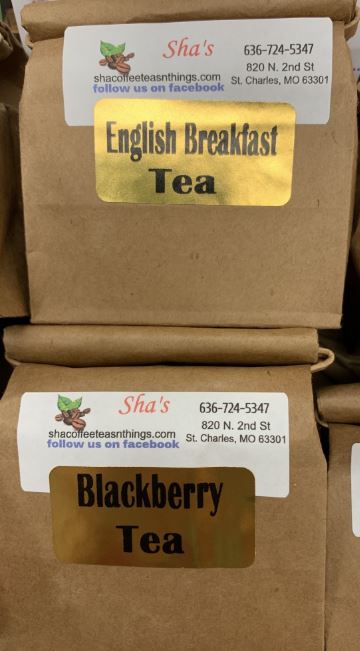 Sha's
636-724-5347
shacoffeeteasnthings.com
820 N. 2nd St
follow us on facebook
St. Charles, MO 63301
English Breakfast
Tea
Sha's
636-724-5347
shacoffeeteasnthings.com
820 N. 2nd St
follow us on facebook
St. Charles, MO 63301
Blackberry
Tea